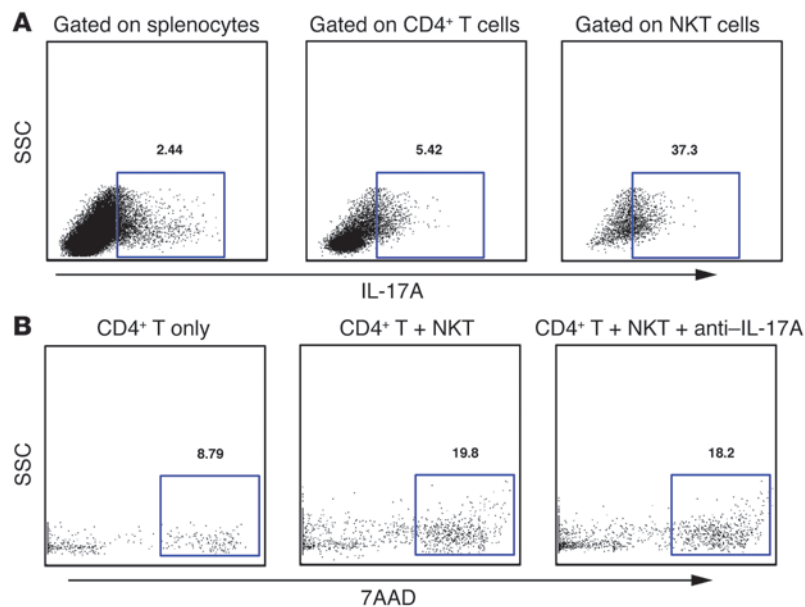 A
Gated on splenocytes
Gated on CD4⁺ T cells
Gated on NKT cells
SSC
2.44
5.42
37.3
IL-17A
B
CD4⁺ T only
CD4⁺ T + NKT
CD4⁺ T + NKT + anti–IL-17A
SSC
8.79
19.8
18.2
7AAD